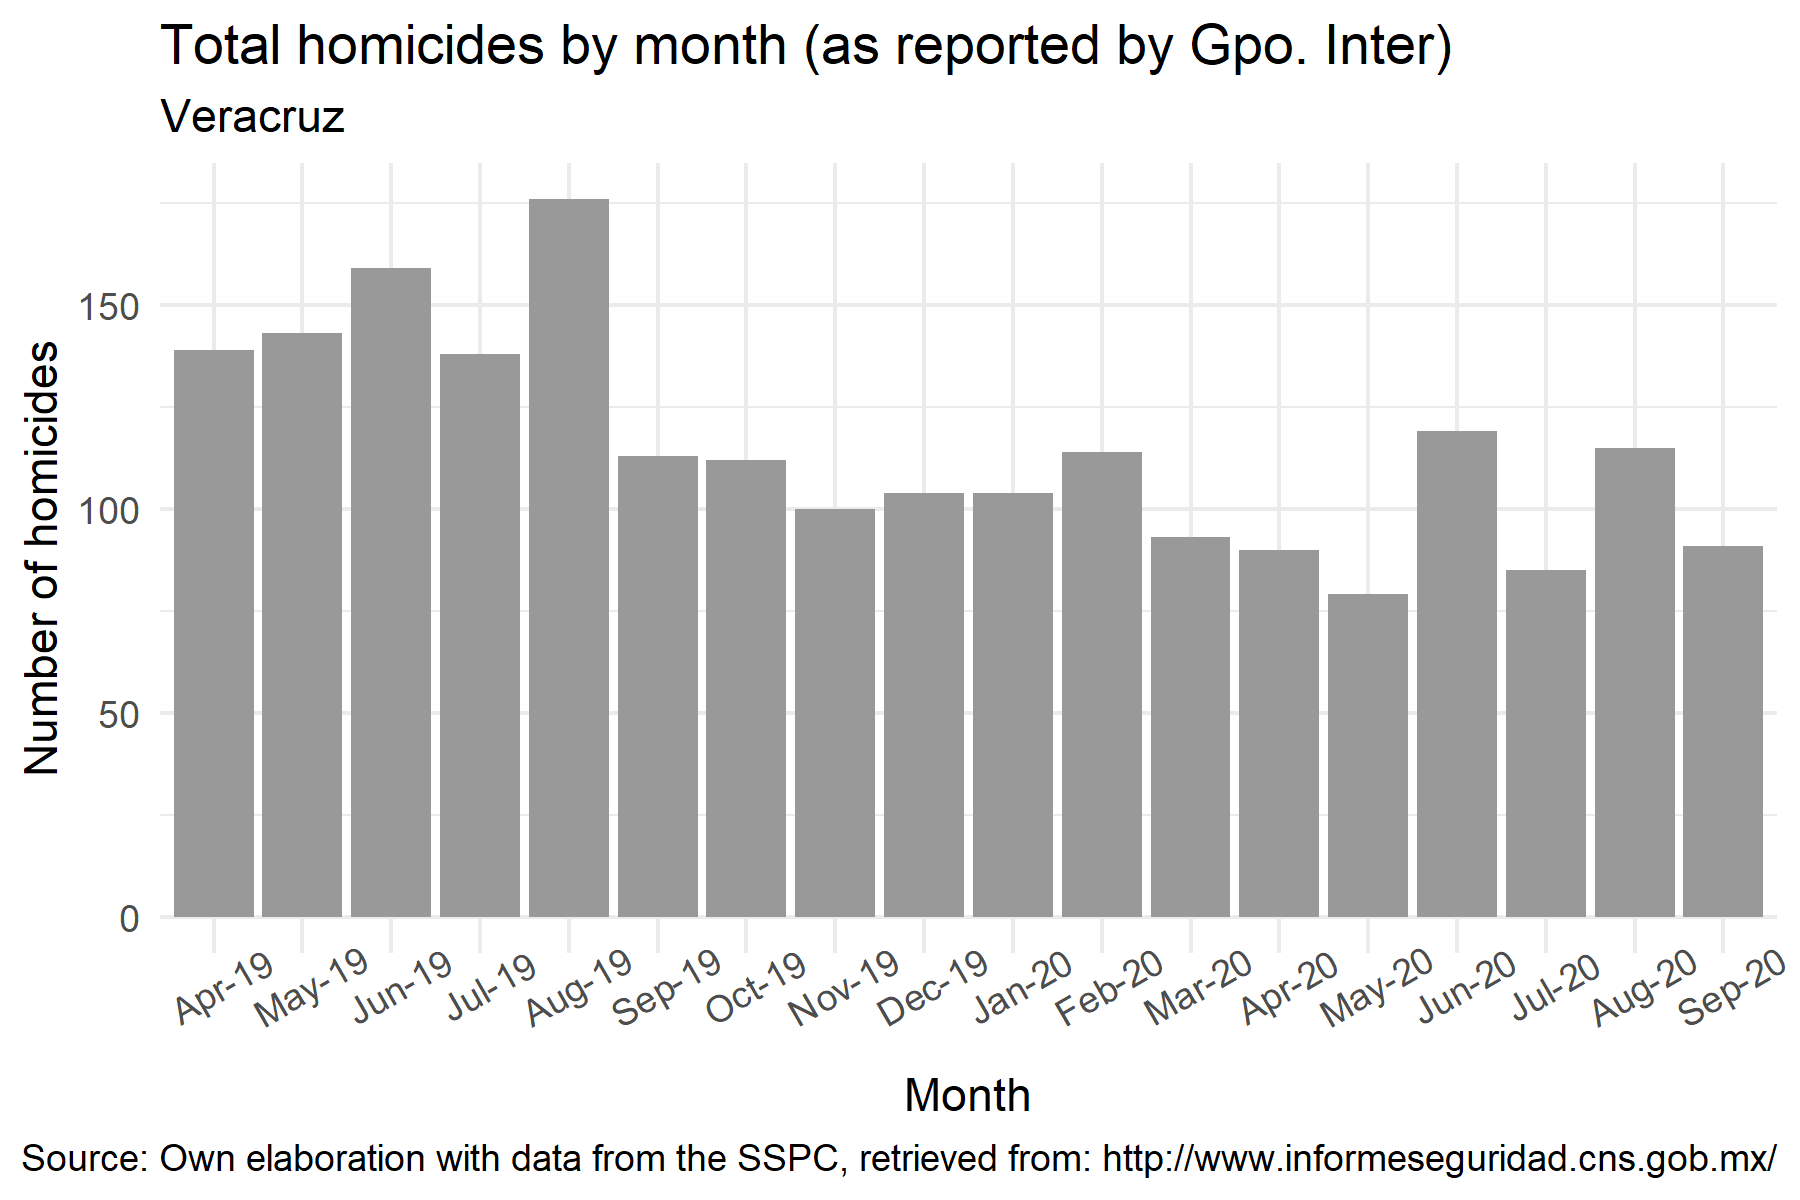 Total homicides by month (as reported by Gpo. Inter)
Veracruz
Number of homicides
150
100
50
0
Apr-19
May-19
Jun-19
Jul-19
Aug-19
Sep-19
Oct-19
Nov-19
Dec-19
Jan-20
Feb-20
Mar-20
Apr-20
May-20
Jun-20
Jul-20
Aug-20
Sep-20
Month
Source: Own elaboration with data from the SSPC, retrieved from: http://www.informeseguridad.cns.gob.mx/